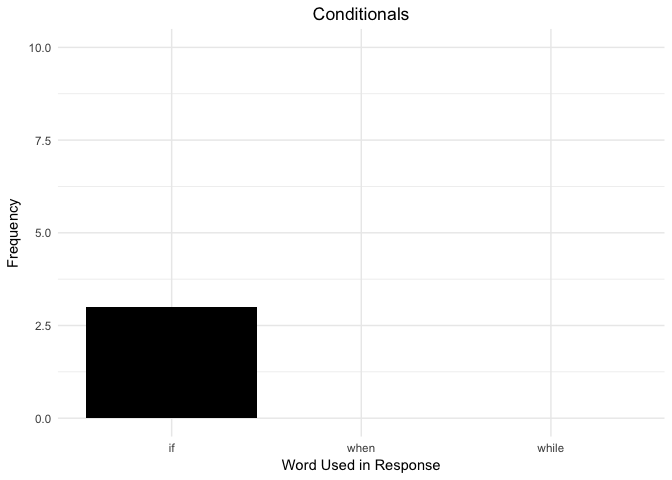 Conditionals
10.0
7.5
5.0
2.5
0.0
Frequency
if when while
Word Used in Response